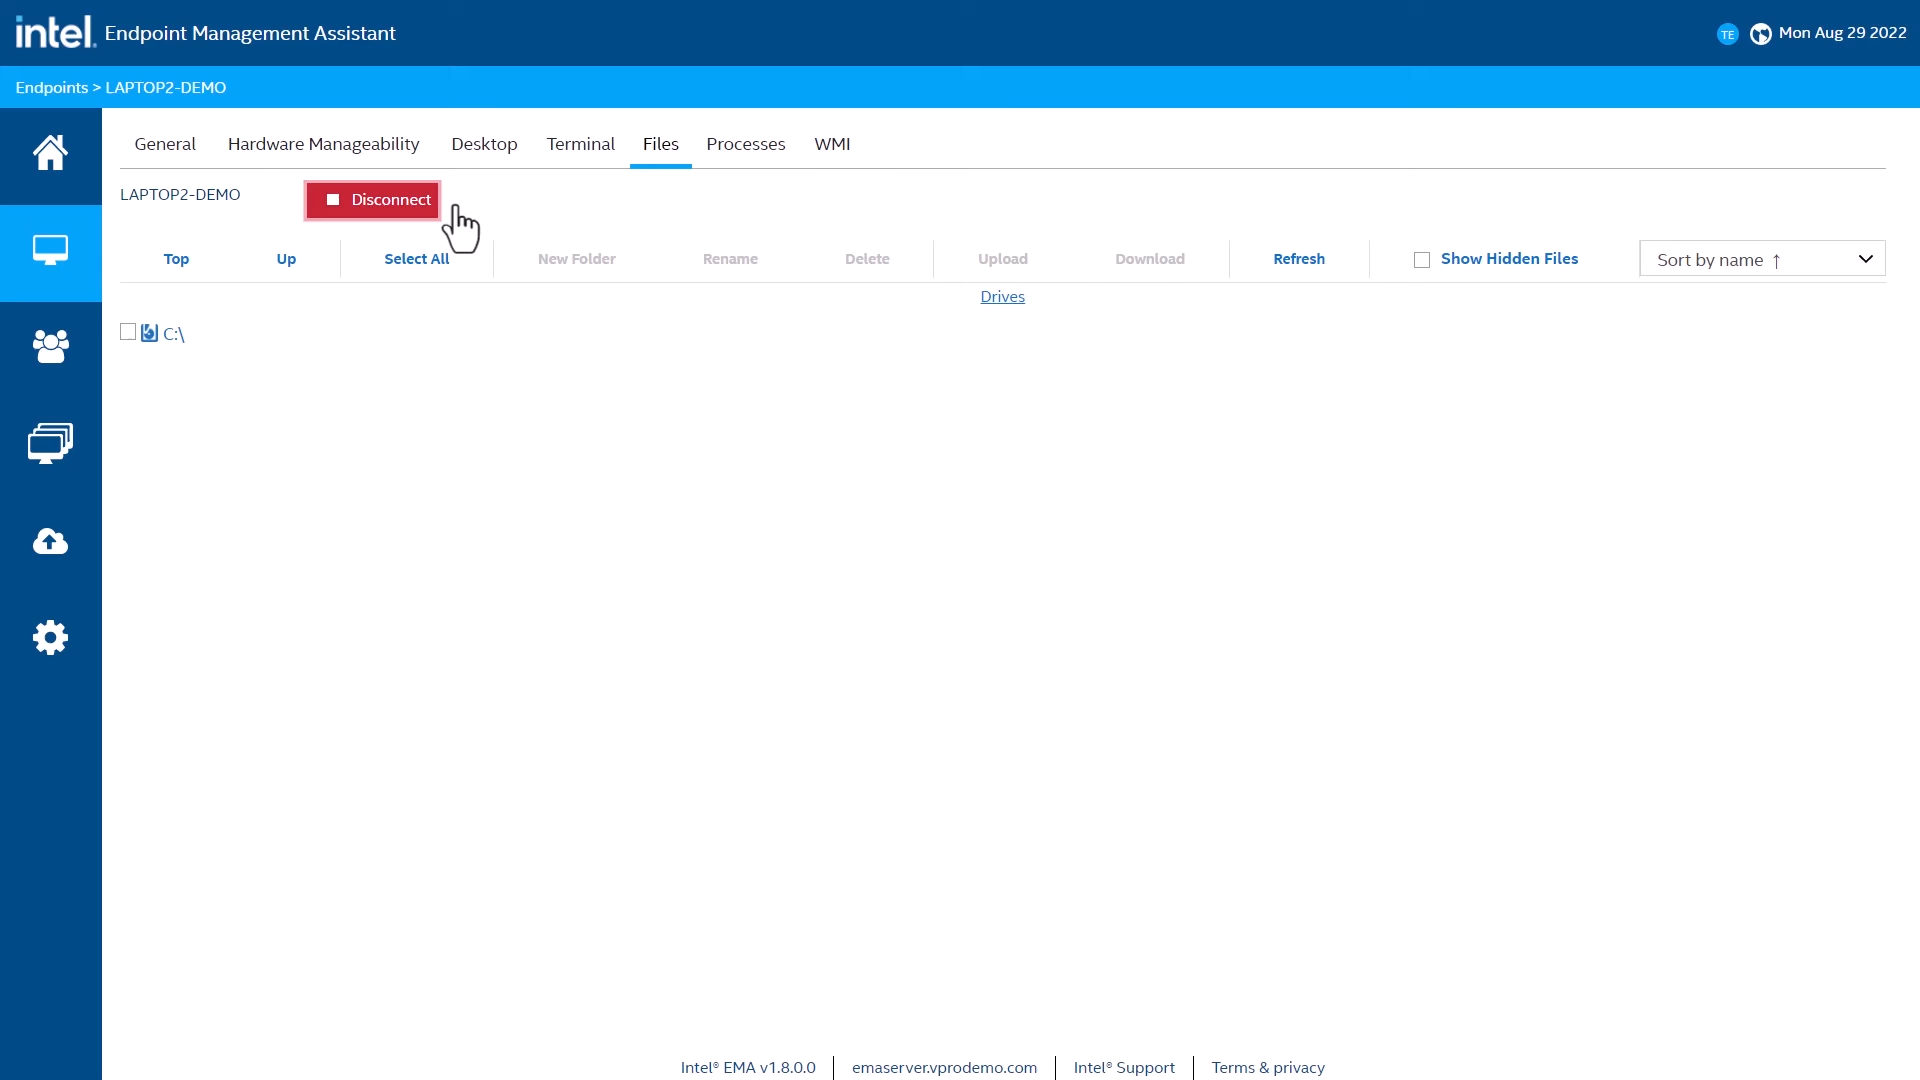 intel. Endpoint Management Assistant
TE Mon Aug 29 2022
Endpoints > LAPTOP2-DEMO
General Hardware Manageability Desktop Terminal Files Processes WMI
LAPTOP2-DEMO Disconnect
Top Up Select All New Folder Rename Delete Upload Download Refresh Show Hidden Files Sort by name ↑
Drives
C:\
Intel® EMA v1.8.0.0 emaserver.vprodemo.com Intel® Support Terms & privacy